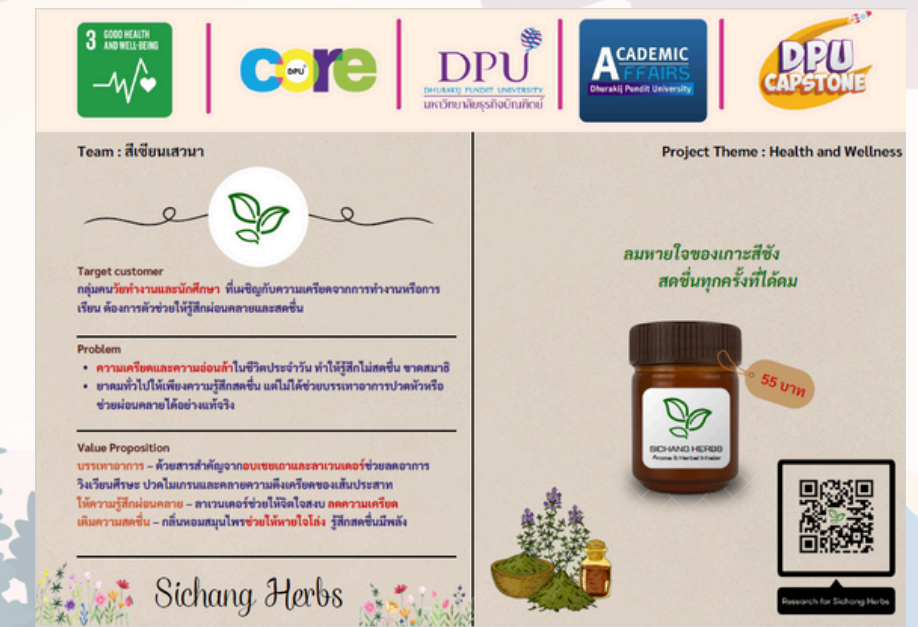 3 GOOD HEALTH
AND WELL-BEING
core
DPU
DPU
DHURAKIJ PUNDIT UNIVERSITY
มหาวิทยาลัยธุรกิจบัณฑิตย์
ACADEMIC
AFFAIRS
Dhurakij Pundit University
DPU
CAPSTONE
Team : สีเซียนเสวนา
Project Theme : Health and Wellness
Target customer
กลุ่มคนวัยทำงานและนักศึกษา ที่เผชิญกับความเครียดจากการทำงานหรือการ
เรียน ต้องการตัวช่วยให้รู้สึกผ่อนคลายและสดชื่น
Problem
• ความเครียดและความอ่อนล้าในชีวิตประจำวัน ทำให้รู้สึกไม่สดชื่น ขาดสมาธิ
• ยาดมทั่วไปให้เพียงความรู้สึกสดชื่น แต่ไม่ได้ช่วยบรรเทาอาการปวดหัวหรือ
ช่วยผ่อนคลายได้อย่างแท้จริง
Value Proposition
บรรเทาอาการ – ด้วยสารสำคัญจากอบเชยเถาและลาเวนเดอร์ช่วยลดอาการ
วิงเวียนศีรษะ ปวดไมเกรนและคลายความตึงเครียดของเส้นประสาท
ให้ความรู้สึกผ่อนคลาย – ลาเวนเดอร์ช่วยให้จิตใจสงบ ลดความเครียด
เติมความสดชื่น – กลิ่นหอมสมุนไพรช่วยให้หายใจโล่ง รู้สึกสดชื่นมีพลัง
Sichang Herbs
ลมหายใจของเกาะสีชัง
สดชื่นทุกครั้งที่ได้ดม
55 บาท
SICHANG HERBS
Aroma & Herbal Inhaler
Research for Sichang Herbs